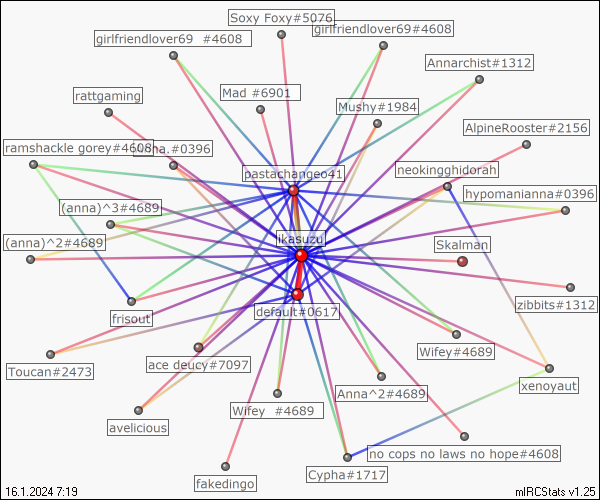 Soxy Foxy#5076
girlfriendlover69#4608
girlfriendlover69 #4608
Annarchist#1312
rattgaming
Mad #6901
Mushy#1984
AlpineRooster#2156
ramshackle gorey#4608
.#0396
neokingghidorah
pastachangeo41
hypomanianna#0396
(anna)^3#4689
(anna)^2#4689
ikasuzu
Skalman
zibbits#1312
default#0617
frisout
Wifey#4689
ace deucy#7097
Toucan#2473
xenoyaut
Anna^2#4689
Wifey #4689
avelicious
no cops no laws no hope#4608
Cypha#1717
fakedingo
16.1.2024 7:19
mIRCStats v1.25